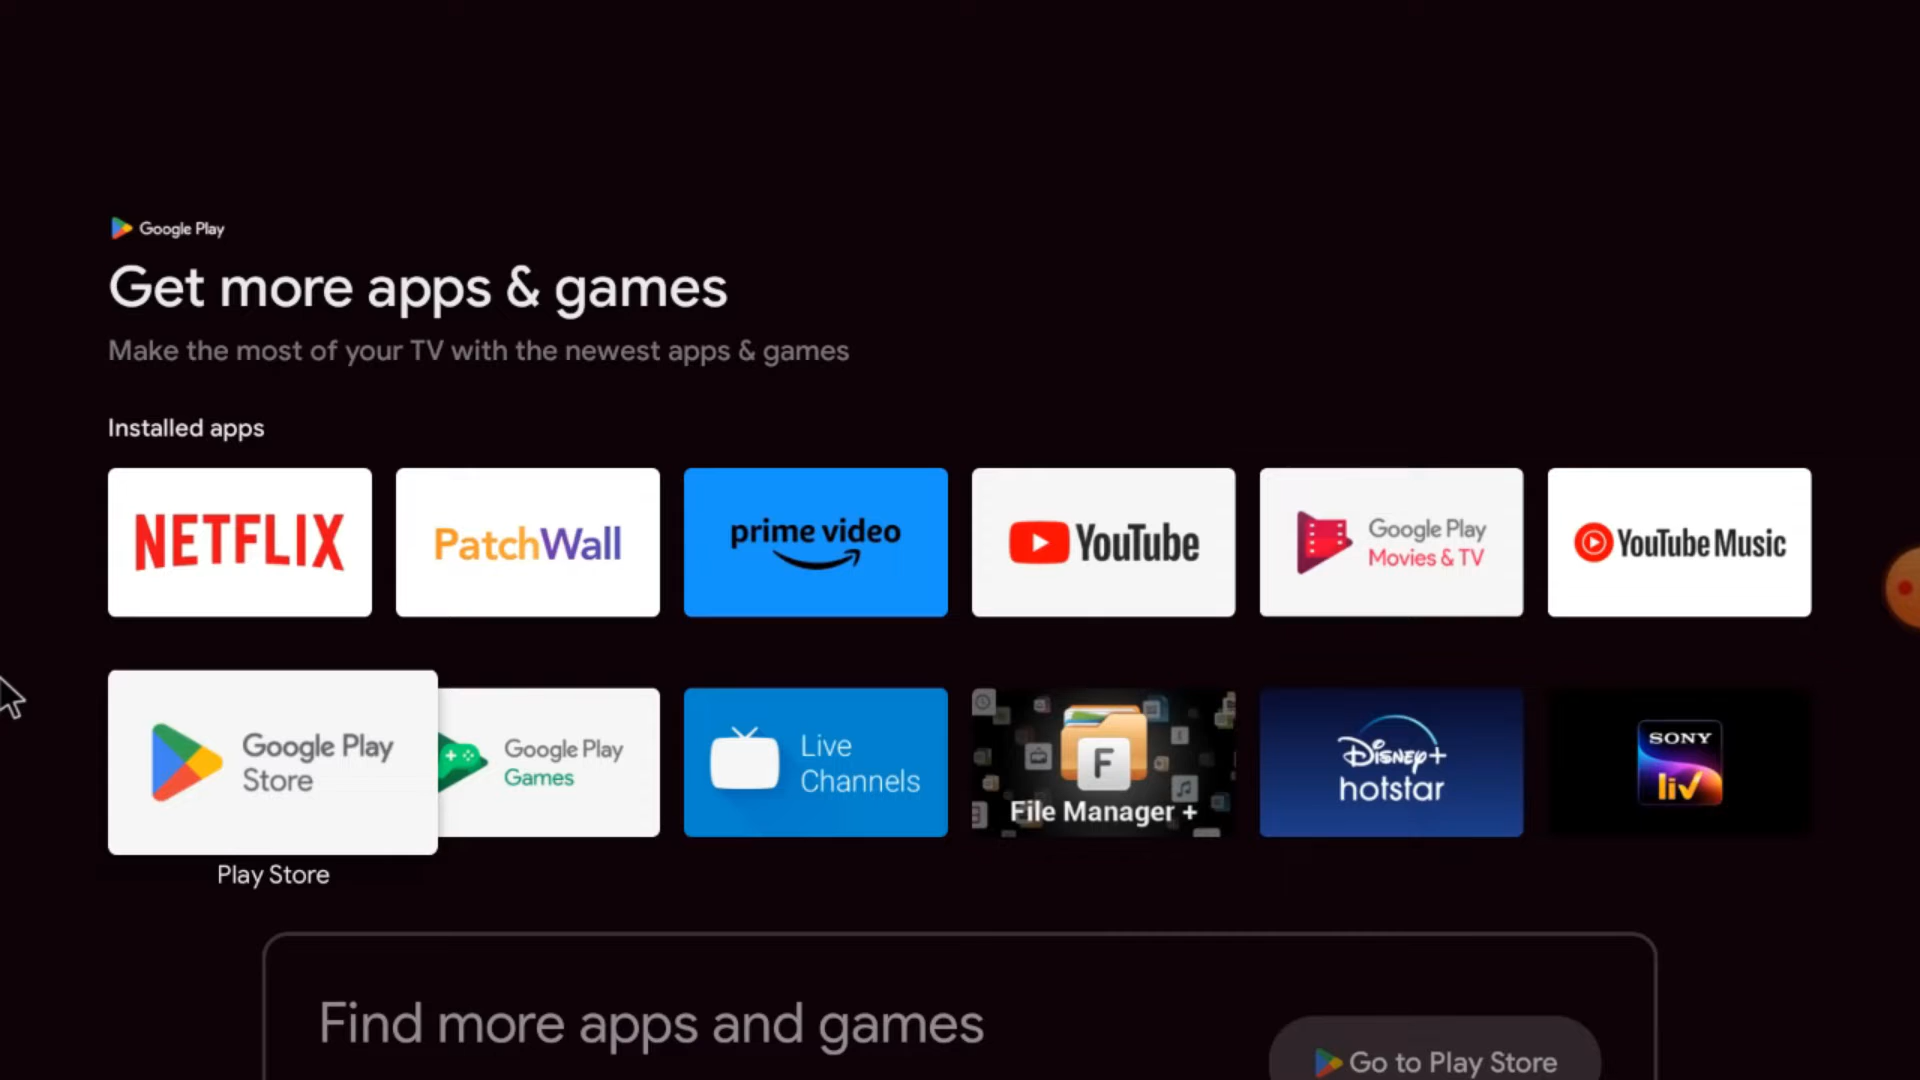 Google Play
Get more apps & games
Make the most of your TV with the newest apps & games
Installed apps
NETFLIX
PatchWall
prime video
YouTube
Google Play
Movies & TV
YouTube Music
Google Play
Store
Google Play
Games
Live
Channels
F
File Manager +
Disney+
hotstar
SONY
liv
Play Store
Find more apps and games
Go to Play Store